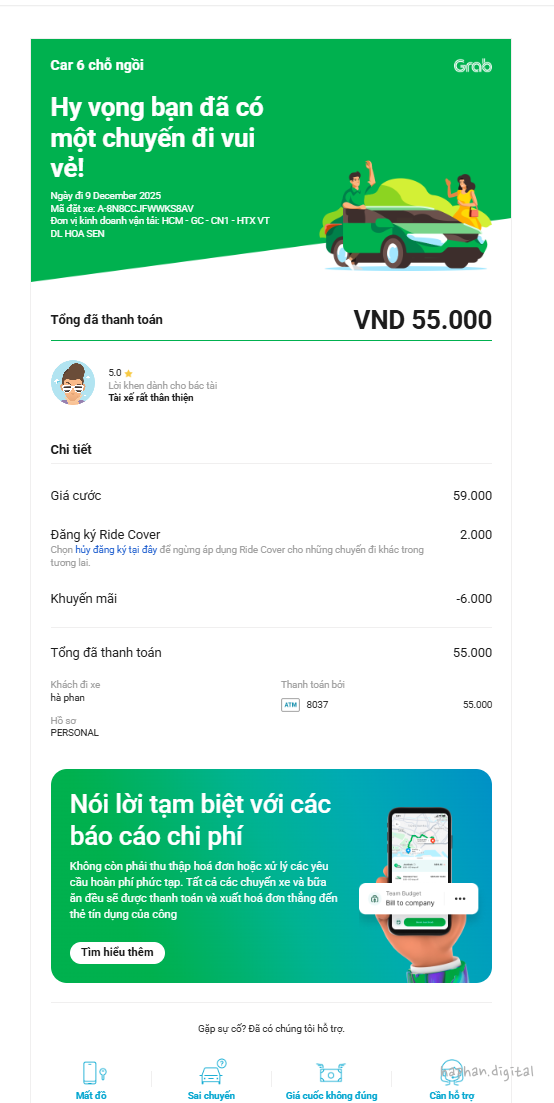 Car 6 chỗ ngồi
Grab
Hy vọng bạn đã có
một chuyến đi vui
vẻ!
Ngày đi 9 December 2025
Mã đặt xe: A-8N8CCJFWWKS8AV
Đơn vị kinh doanh vận tải: HCM - GC - CN1 - HTX VT
DL HOA SEN
Tổng đã thanh toán
VND 55.000
5.0
Lời khen dành cho bác tài
Tài xế rất thân thiện
Chi tiết
Giá cước 59.000
Đăng ký Ride Cover 2.000
Chọn hủy đăng ký tại đây để ngừng áp dụng Ride Cover cho những chuyến đi khác trong
tương lai.
Khuyến mãi -6.000
Tổng đã thanh toán 55.000
Khách đi xe
hà phan
Hồ sơ
PERSONAL
Thanh toán bởi
ATM 8037 55.000
Nói lời tạm biệt với các
báo cáo chi phí
Không còn phải thu thập hoá đơn hoặc xử lý các yêu
cầu hoàn phí phức tạp. Tất cả các chuyến xe và bữa
ăn đều sẽ được thanh toán và xuất hoá đơn thẳng đến
thẻ tín dụng của công
Tìm hiểu thêm
Team Budget
Bill to company
Gặp sự cố? Đã có chúng tôi hỗ trợ.
Mất đồ
Sai chuyến
Giá cuốc không đúng
Cần hỗ trợ